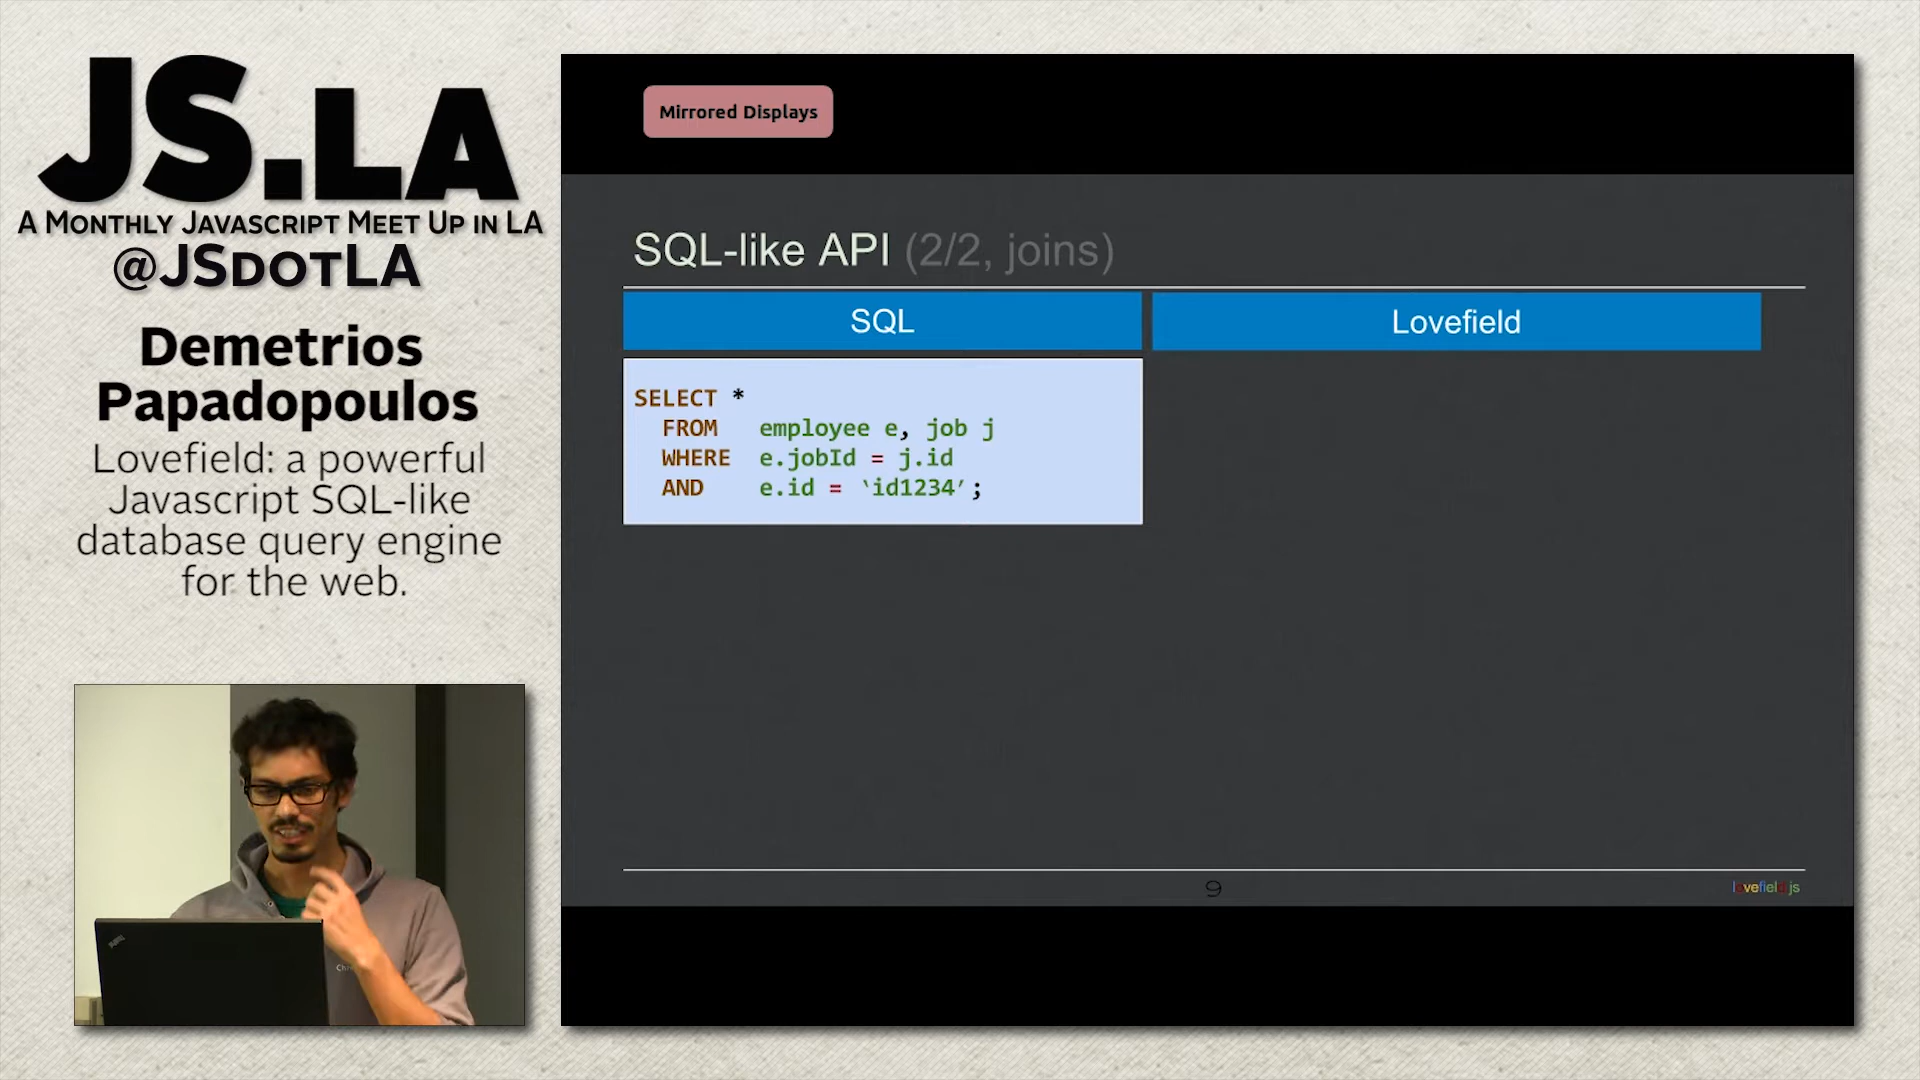 JS.LA
A Monthly Javascript Meet Up in LA
@JSdotLA
Demetrios
Papadopoulos
Lovefield: a powerful
Javascript SQL-like
database query engine
for the web.
Mirrored Displays
SQL-like API (2/2, joins)
SQL
Lovefield
SELECT *
FROM employee e, job j
WHERE e.jobId = j.id
AND e.id = ‘id1234’;
9
lovefield.js